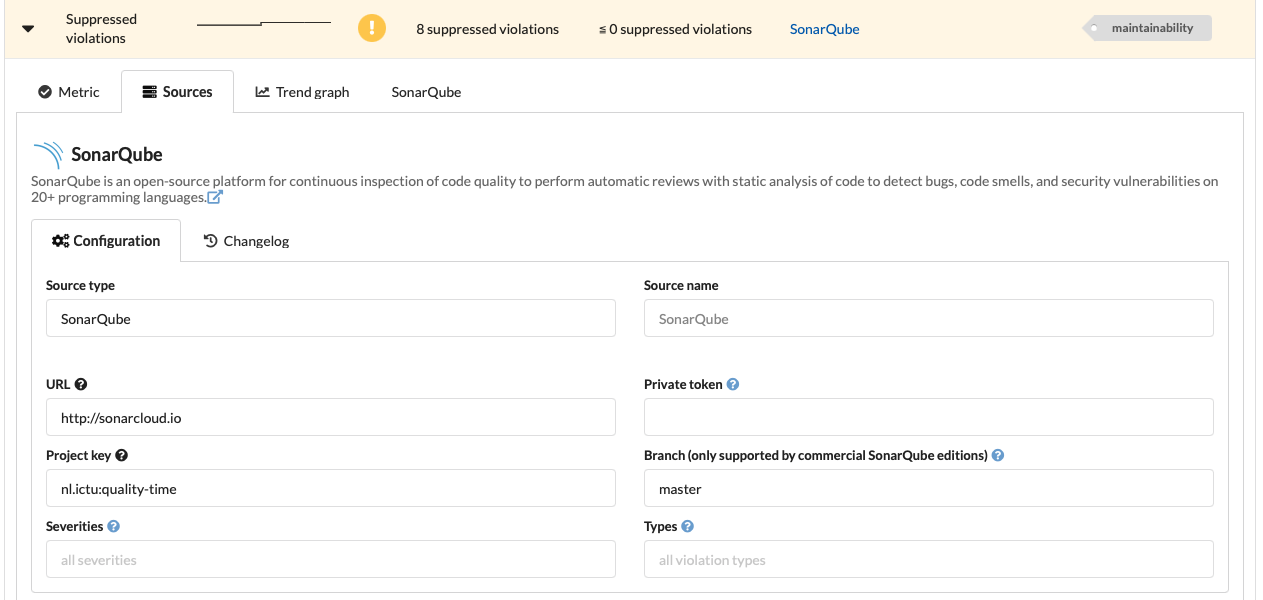 Suppressed violations
8 suppressed violations
≦ 0 suppressed violations
SonarQube
maintainability
Metric
Sources
Trend graph
SonarQube
SonarQube
SonarQube is an open-source platform for continuous inspection of code quality to perform automatic reviews with static analysis of code to detect bugs, code smells, and security vulnerabilities on
20+ programming languages.
Configuration
Changelog
Source type
Source name
SonarQube
SonarQube
URL
Private token
http://sonarcloud.io
Project key
Branch (only supported by commercial SonarQube editions)
nl.ictu:quality-time
master
Severities
Types
all severities
all violation types